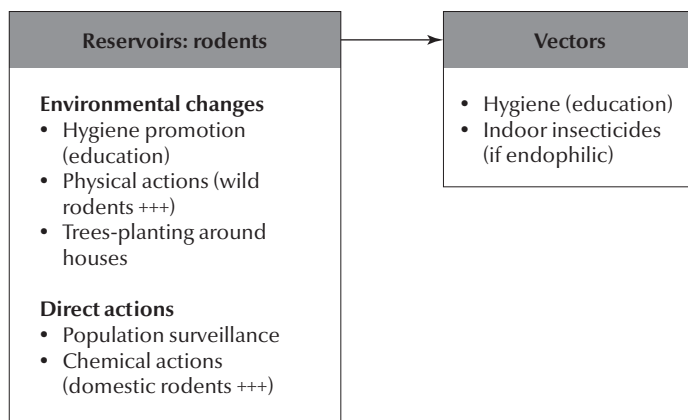 Reservoirs: rodents
Environmental changes
• Hygiene promotion
(education)
• Physical actions (wild
rodents +++)
• Trees-planting around
houses
Direct actions
• Population surveillance
• Chemical actions
(domestic rodents +++)
Vectors
• Hygiene (education)
• Indoor insecticides
(if endophilic)